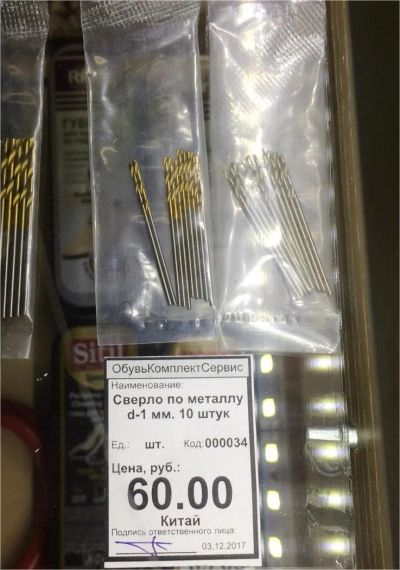 ОбувьКомплектСервис
Наименование:
Сверло по металлу
d-1 мм. 10 штук
Ед.: шт. Код: 000034
Цена, руб.:
60.00
Китай
Подпись ответственного лица:
03.12.2017